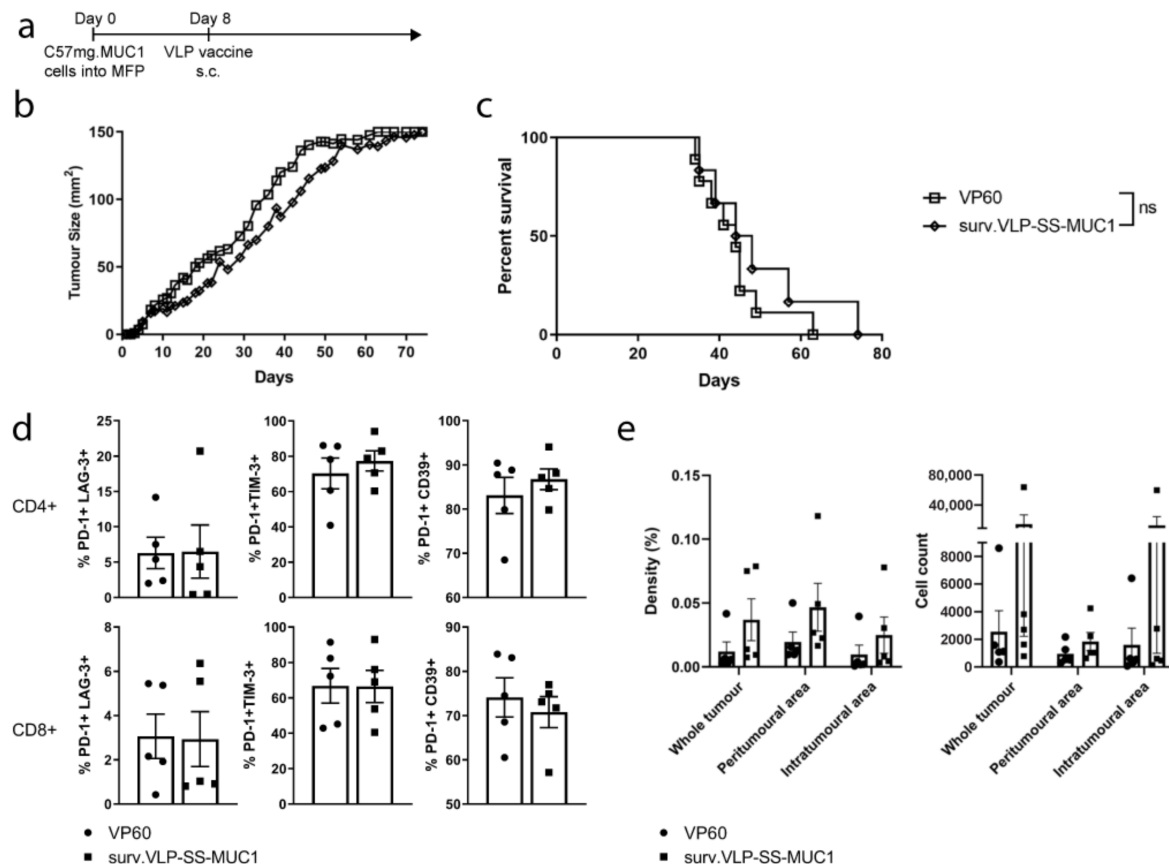 a
Day 0
Day 8
C57mg.MUC1
cells into MFP
VLP vaccine
s.c.
b
Tumour Size (mm²)
150
100
50
0
0 10 20 30 40 50 60 70
Days
c
Percent survival
100
50
0
0 20 40 60 80
Days
VP60
surv.VLP-SS-MUC1
ns
d
CD4+
% PD-1+ LAG-3+
25
20
15
10
5
0
% PD-1+TIM-3+
100
80
60
40
20
0
% PD-1+ CD39+
100
90
80
70
60
CD8+
% PD-1+ LAG-3+
8
6
4
2
0
% PD-1+TIM-3+
100
80
60
40
20
0
% PD-1+ CD39+
90
80
70
60
50
VP60
surv.VLP-SS-MUC1
e
Density (%)
0.15
0.10
0.05
0.00
Whole tumour
Peritumoural area
Intratumoural area
Cell count
80,000
40,000
8000
6000
4000
2000
0
Whole tumour
Peritumoural area
Intratumoural area
VP60
surv.VLP-SS-MUC1